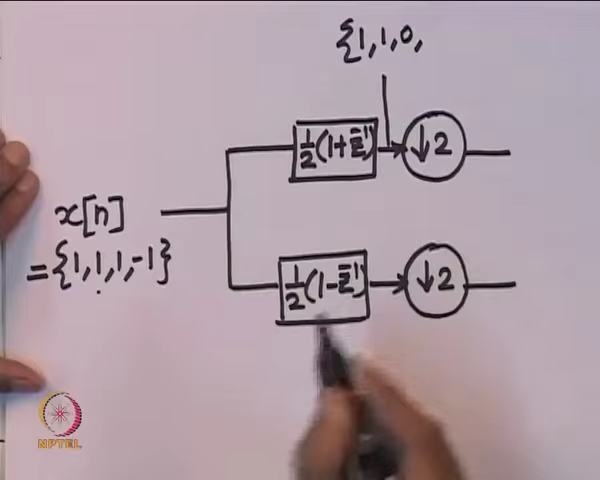 {1,1,0,
½(1+z̄¹)
↓2
x[n]
={1,1,1,-1}
½(1-z̄¹)
↓2
NPTEL